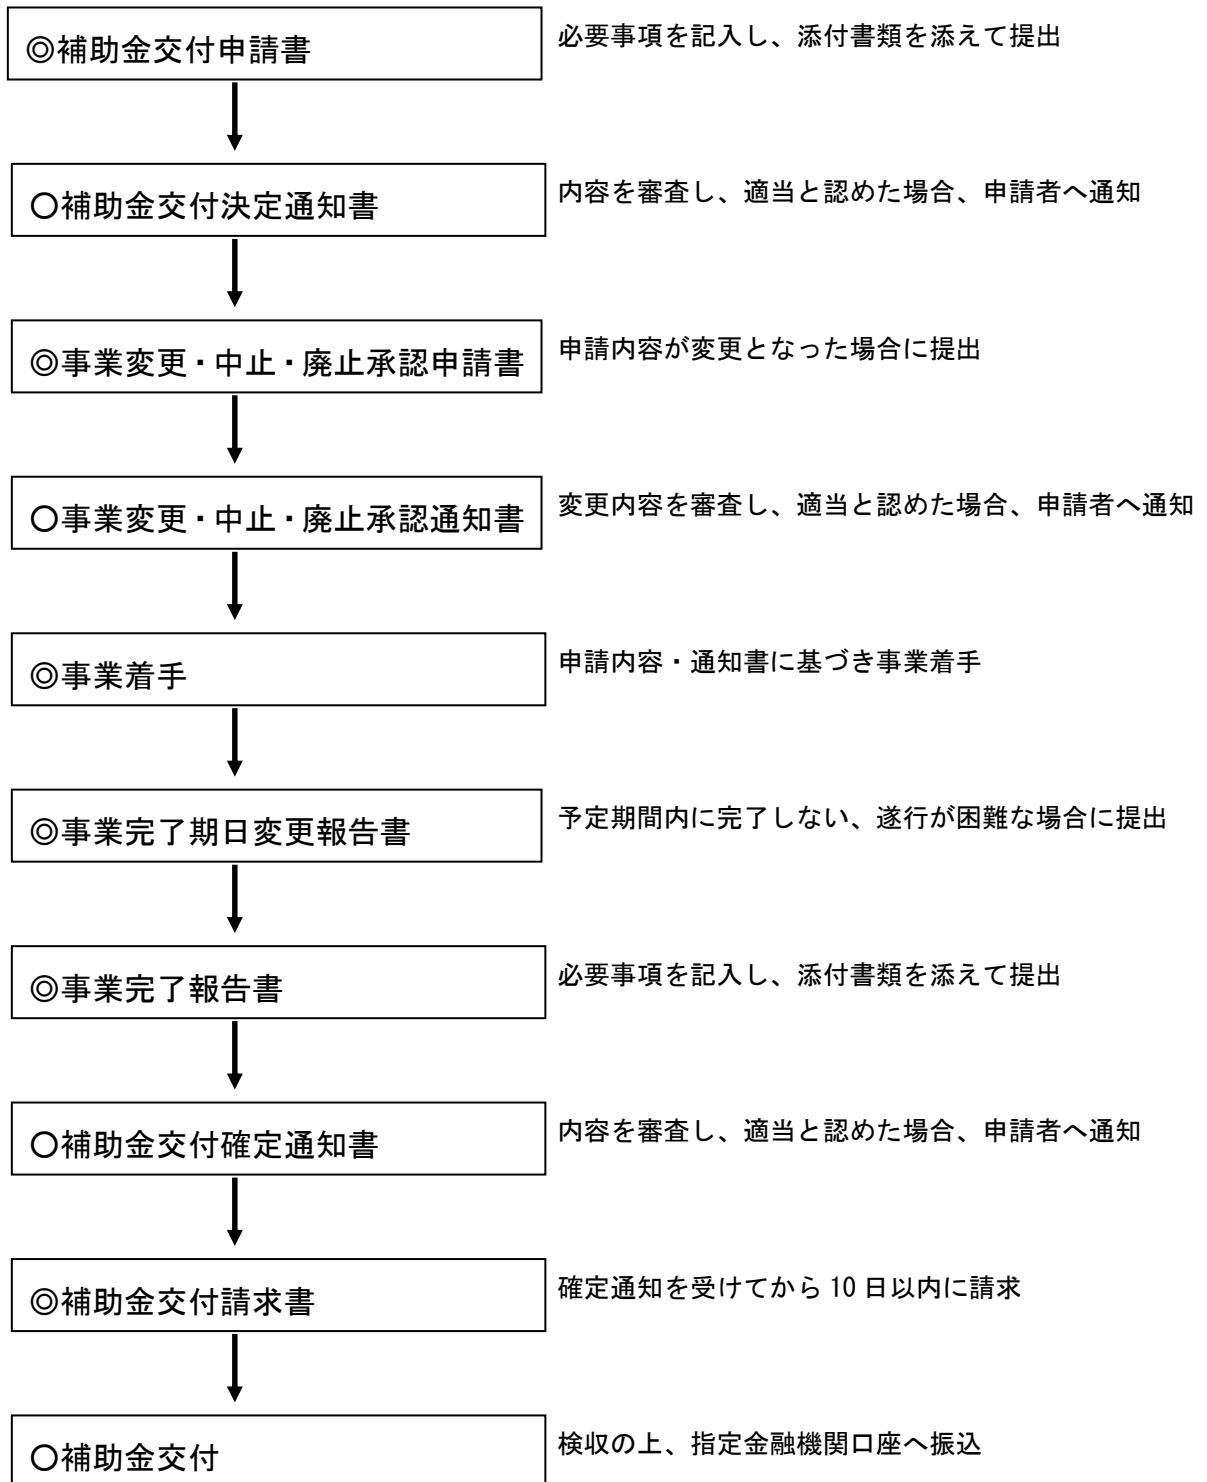 ◎補助金交付申請書
必要事項を記入し、添付書類を添えて提出
〇補助金交付決定通知書
内容を審査し、適当と認めた場合、申請者へ通知
◎事業変更・中止・廃止承認申請書
申請内容が変更となった場合に提出
〇事業変更・中止・廃止承認通知書
変更内容を審査し、適当と認めた場合、申請者へ通知
◎事業着手
申請内容・通知書に基づき事業着手
◎事業完了期日変更報告書
予定期間内に完了しない、遂行が困難な場合に提出
◎事業完了報告書
必要事項を記入し、添付書類を添えて提出
〇補助金交付確定通知書
内容を審査し、適当と認めた場合、申請者へ通知
◎補助金交付請求書
確定通知を受けてから 10 日以内に請求
〇補助金交付
検収の上、指定金融機関口座へ振込